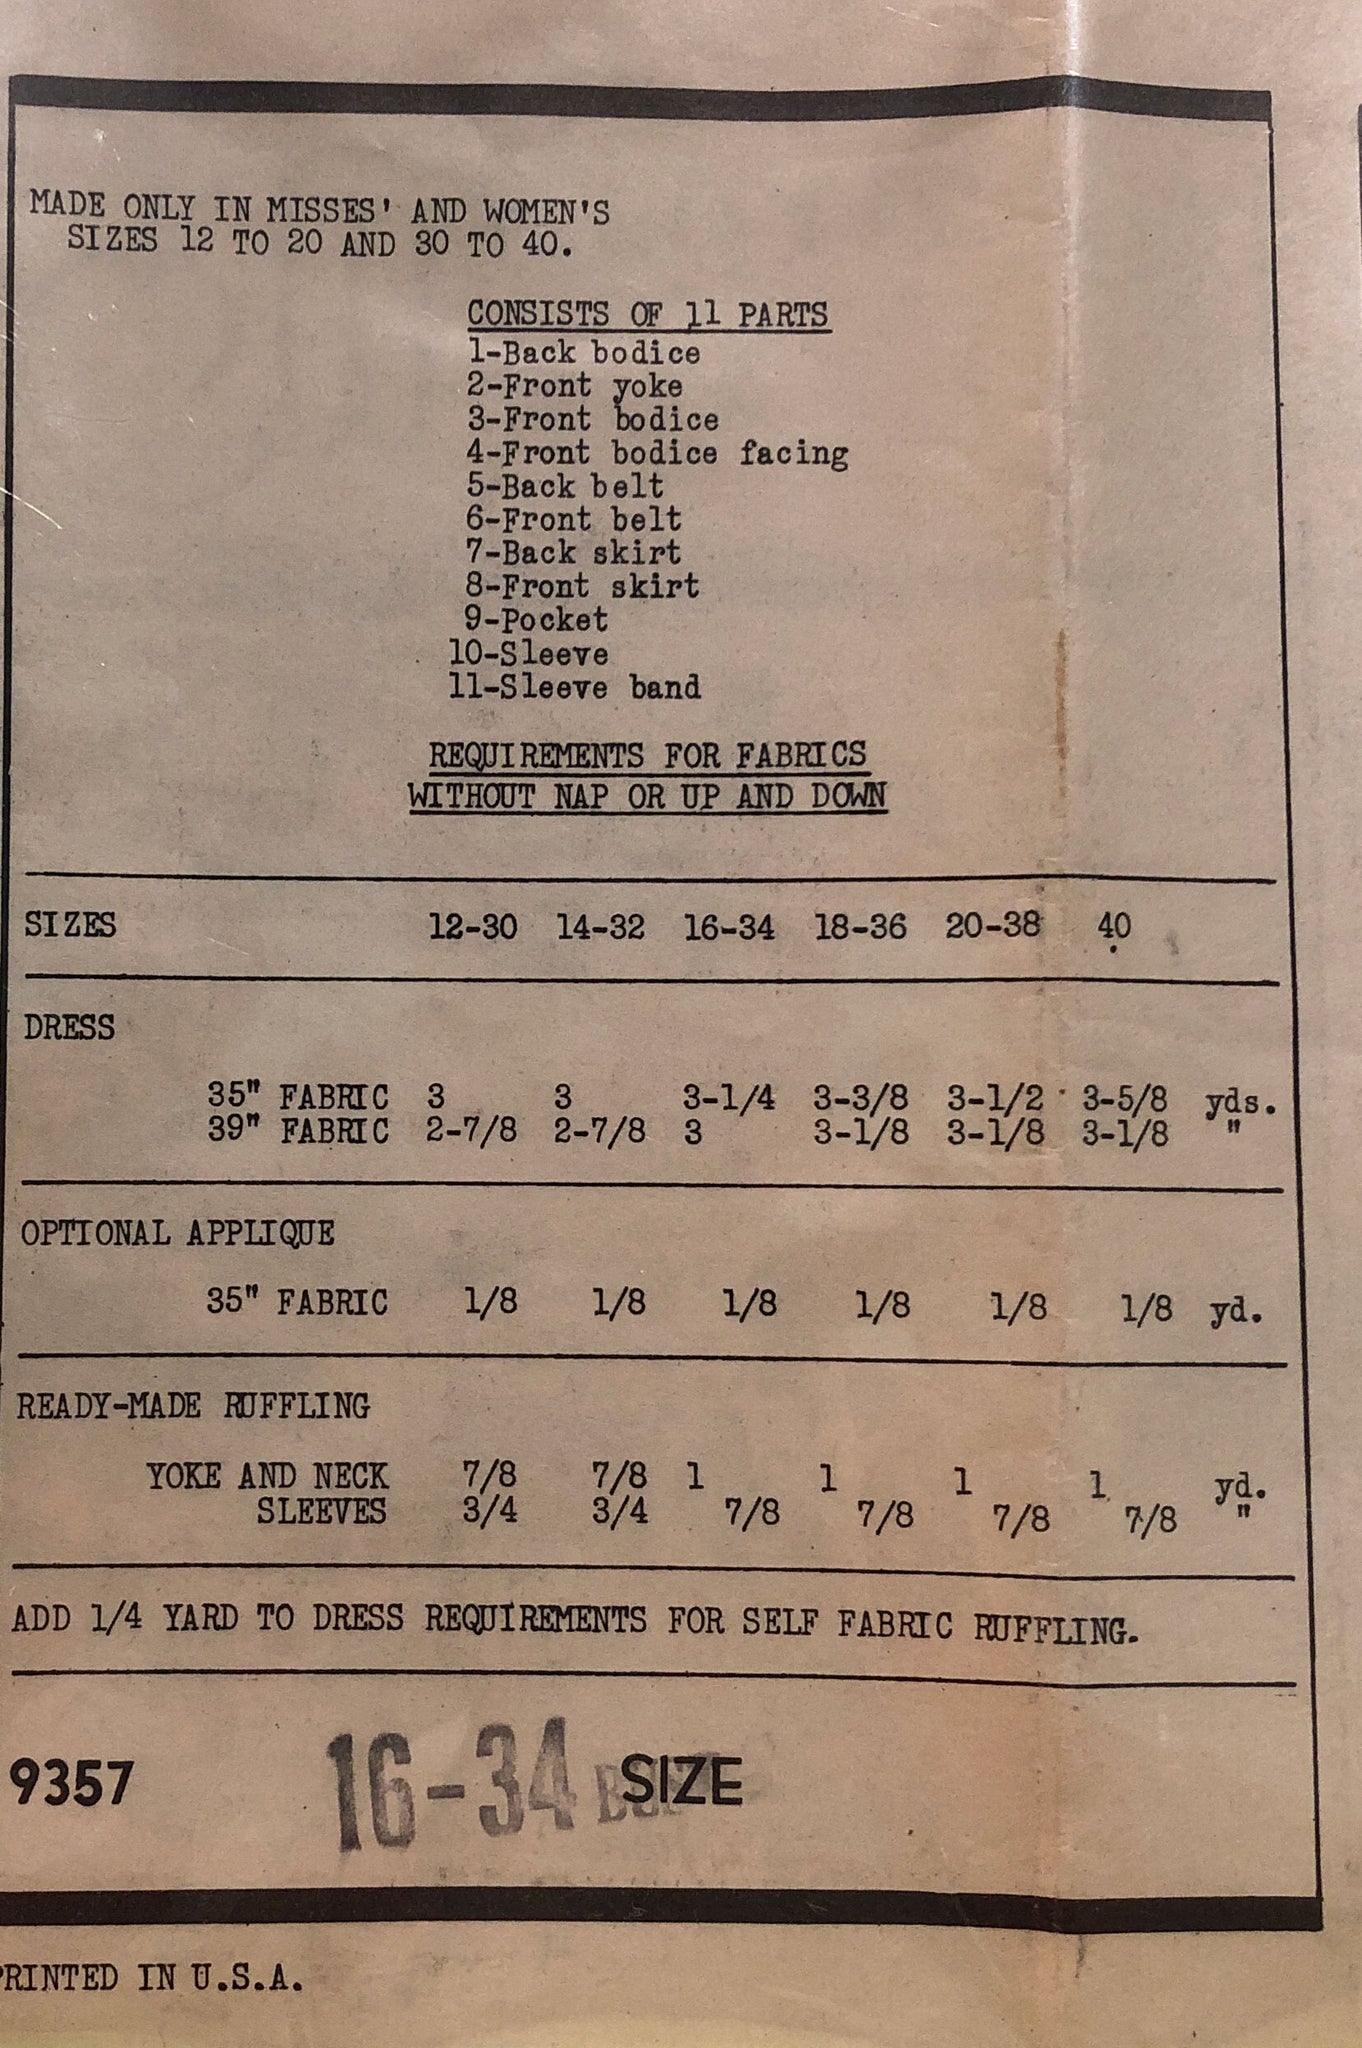 MADE ONLY IN MISSES' AND WOMEN'S
SIZES 12 TO 20 AND 30 TO 40.
CONSISTS OF 11 PARTS
1-Back bodice
2-Front yoke
3-Front bodice
4-Front bodice facing
5-Back belt
6-Front belt
7-Back skirt
8-Front skirt
9-Pocket
10-Sleeve
11-Sleeve band
REQUIREMENTS FOR FABRICS
WITHOUT NAP OR UP AND DOWN
SIZES 12-30 14-32 16-34 18-36 20-38 40
DRESS
35" FABRIC 3 3 3-1/4 3-3/8 3-1/2 3-5/8 yds.
39" FABRIC 2-7/8 2-7/8 3 3-1/8 3-1/8 3-1/8 "
OPTIONAL APPLIQUE
35" FABRIC 1/8 1/8 1/8 1/8 1/8 1/8 yd.
READY-MADE RUFFLING
YOKE AND NECK 7/8 7/8 1 1 1 1 yd.
SLEEVES 3/4 3/4 7/8 7/8 7/8 7/8 "
ADD 1/4 YARD TO DRESS REQUIREMENTS FOR SELF FABRIC RUFFLING.
9357 16-34 SIZE
PRINTED IN U.S.A.